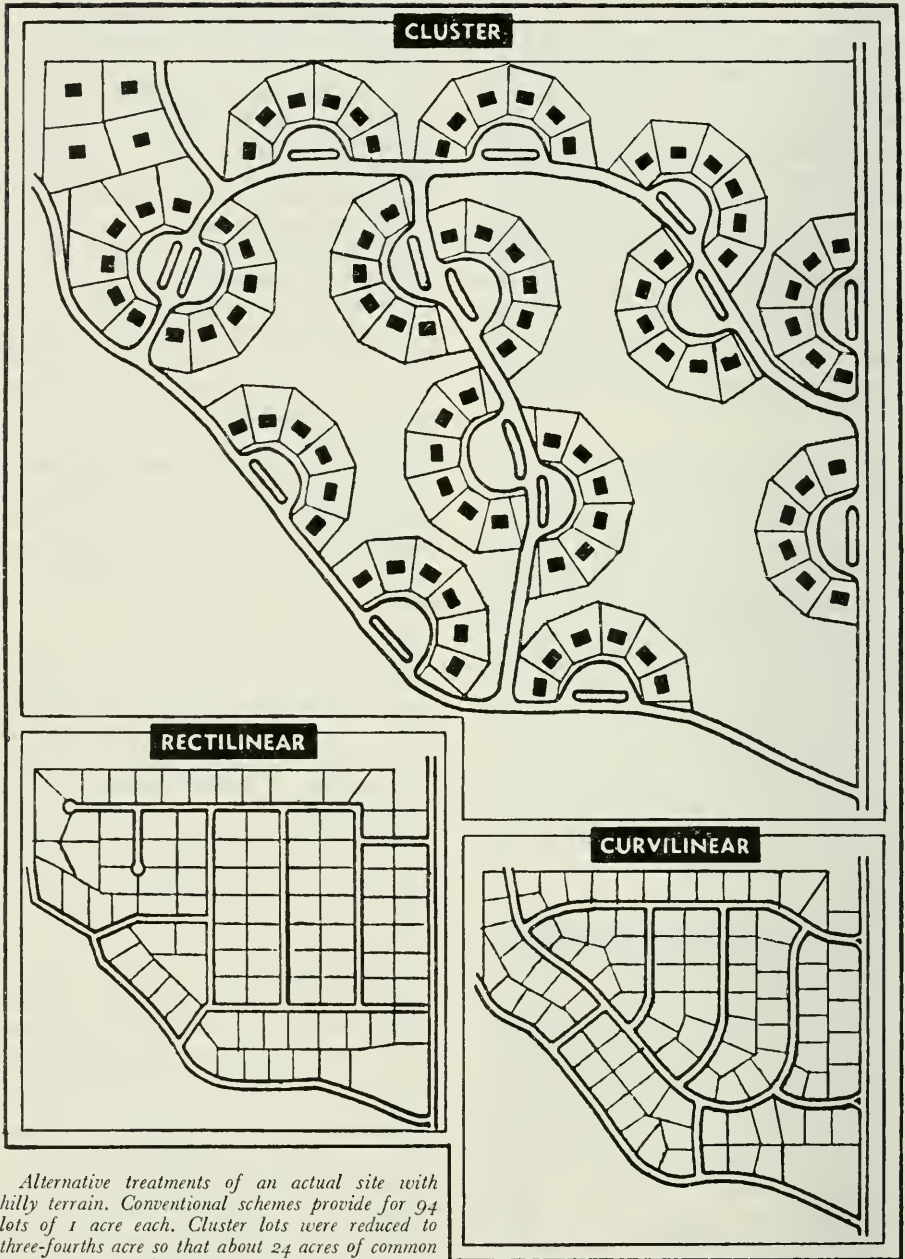 CLUSTER
RECTILINEAR
CURVILINEAR
Alternative treatments of an actual site with
hilly terrain. Conventional schemes provide for 94
lots of 1 acre each. Cluster lots were reduced to
three-fourths acre so that about 24 acres of common